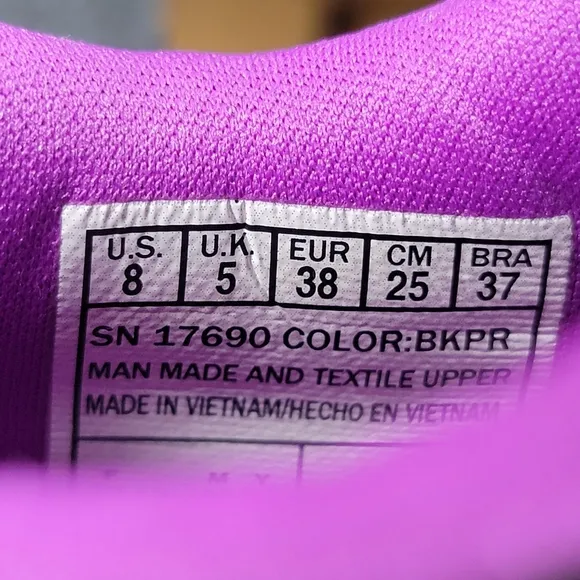 U.S. U.K. EUR CM BRA
8 5 38 25 37
SN 17690 COLOR:BKPR
MAN MADE AND TEXTILE UPPER
MADE IN VIETNAM/HECHO EN VIETNAM